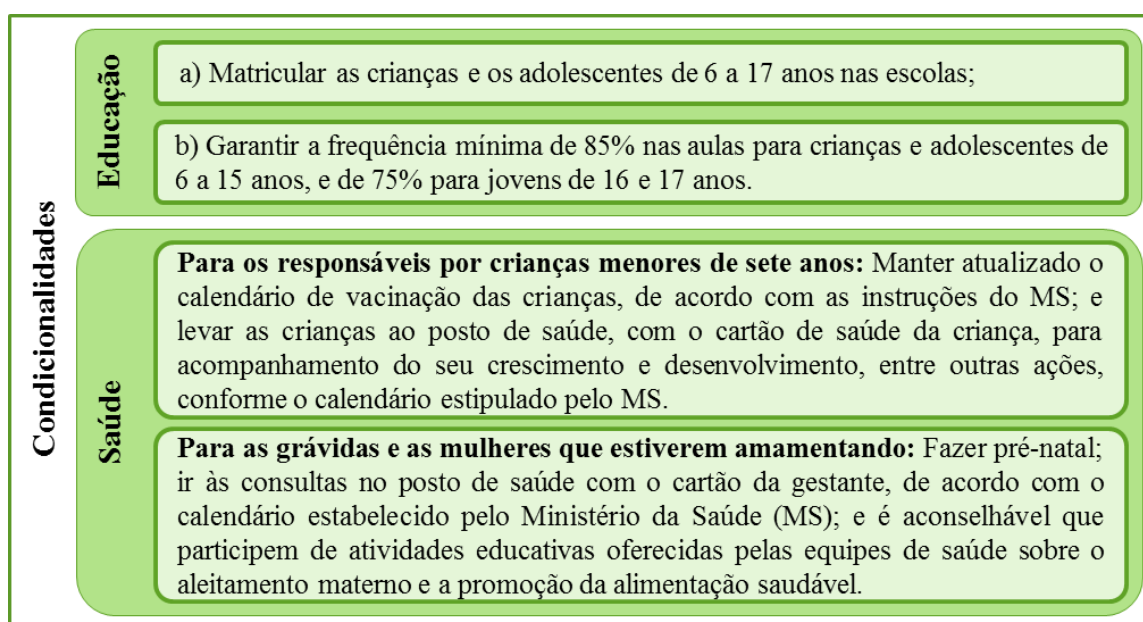 Condicionalidades
Educação
a) Matricular as crianças e os adolescentes de 6 a 17 anos nas escolas;
b) Garantir a frequência mínima de 85% nas aulas para crianças e adolescentes de
6 a 15 anos, e de 75% para jovens de 16 e 17 anos.
Saúde
Para os responsáveis por crianças menores de sete anos: Manter atualizado o
calendário de vacinação das crianças, de acordo com as instruções do MS; e
levar as crianças ao posto de saúde, com o cartão de saúde da criança, para
acompanhamento do seu crescimento e desenvolvimento, entre outras ações,
conforme o calendário estipulado pelo MS.
Para as grávidas e as mulheres que estiverem amamentando: Fazer pré-natal;
ir às consultas no posto de saúde com o cartão da gestante, de acordo com o
calendário estabelecido pelo Ministério da Saúde (MS); e é aconselhável que
participem de atividades educativas oferecidas pelas equipes de saúde sobre o
aleitamento materno e a promoção da alimentação saudável.